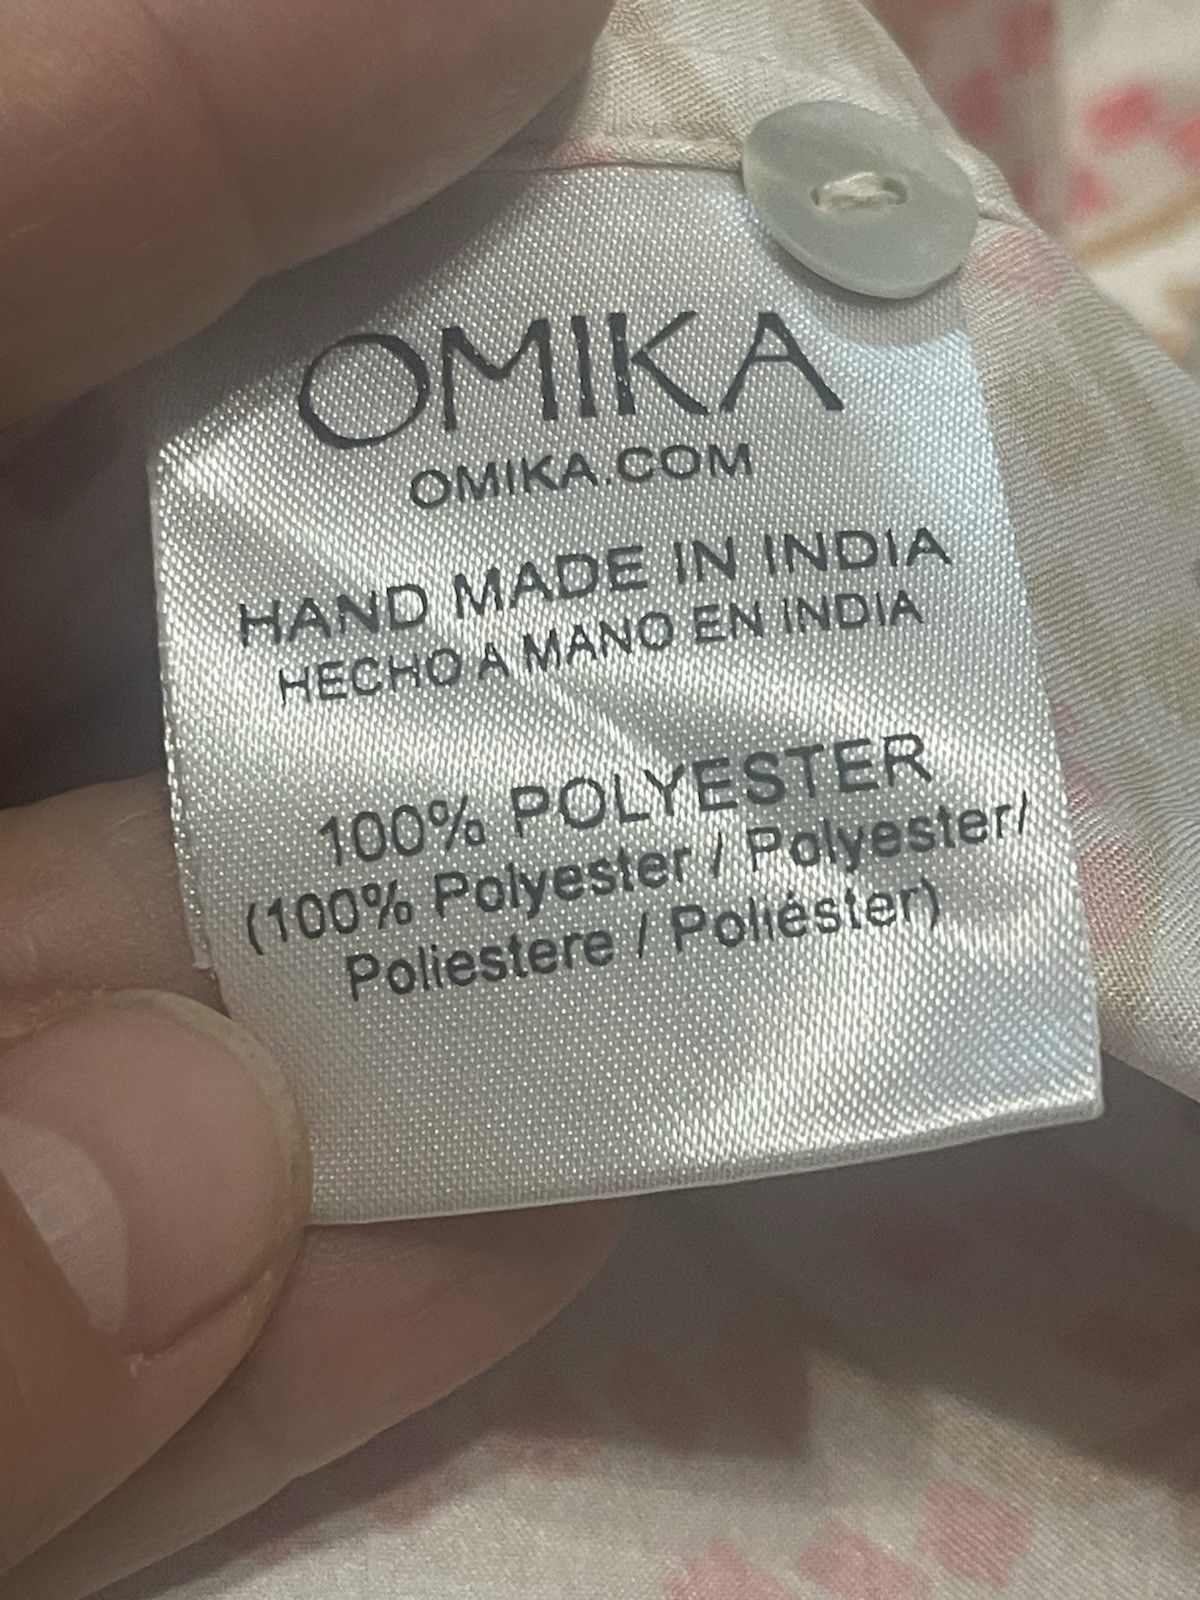 OMIKA
OMIKA.COM
HAND MADE IN INDIA
HECHO A MANO EN INDIA
100% POLYESTER
(100% Polyester / Polyester/
Poliestere / Poliéster)